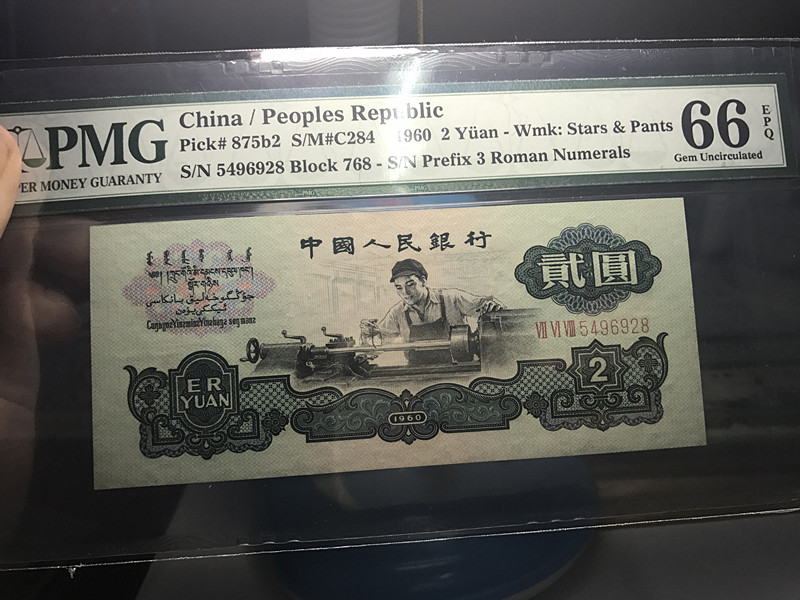 PMG
PER MONEY GUARANTY
China / Peoples Republic
Pick# 875b2 S/M#C284 1960 2 Yüan - Wmk: Stars & Pants
S/N 5496928 Block 768 - S/N Prefix 3 Roman Numerals
66
EPQ
Gem Uncirculated
中國人民銀行
貳圓
VII VI VIII 5496928
ER
YUAN
1960
2